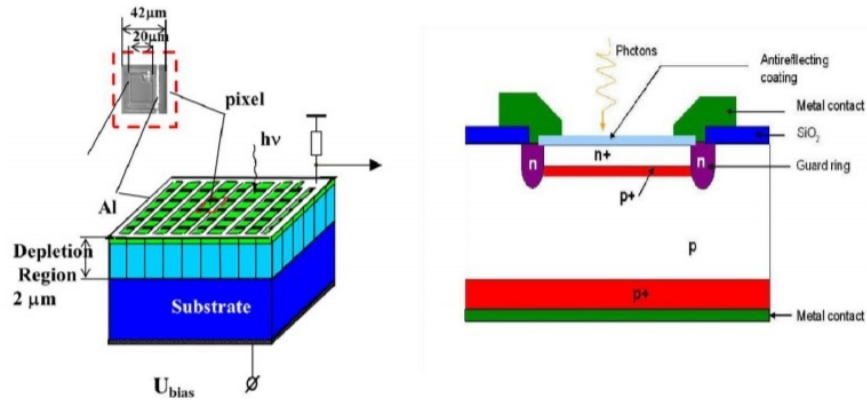 42µm
20µm
pixel
hν
Al
Depletion
Region
2 µm
Substrate
U_bias
Photons
Antireflecting
coating
Metal contact
SiO₂
Guard ring
n
n+
n
p+
p
p+
Metal contact